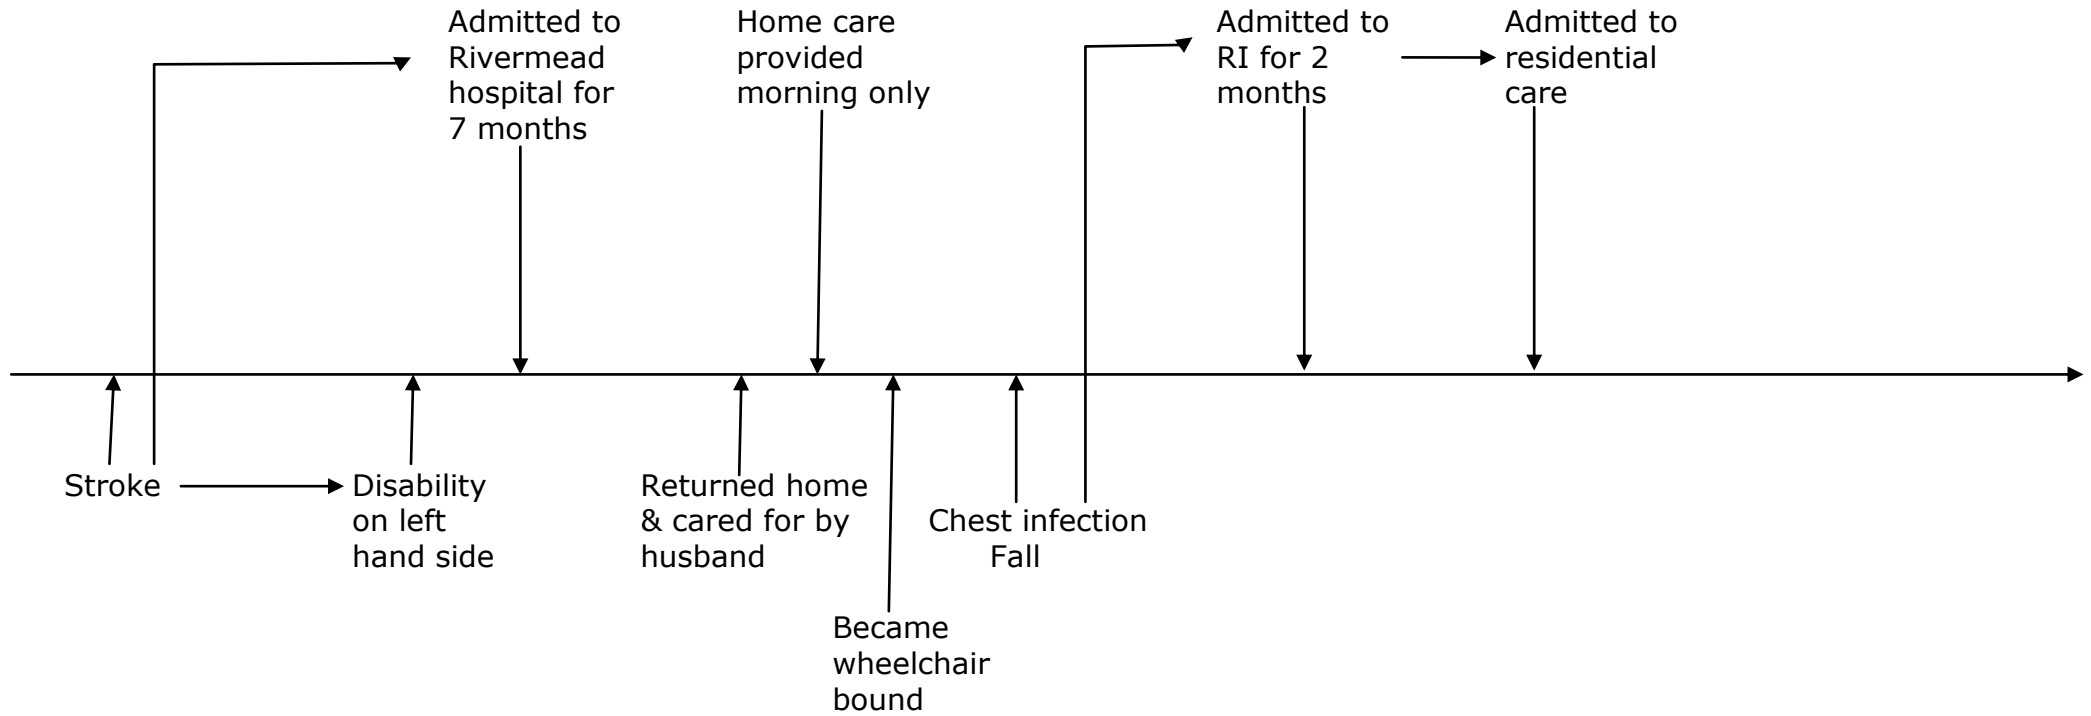 Admitted to
Rivermead
hospital for
7 months
Home care
provided
morning only
Admitted to
RI for 2
months
Admitted to
residential
care
Stroke
Disability
on left
hand side
Returned home
& cared for by
husband
Chest infection
Fall
Became
wheelchair
bound